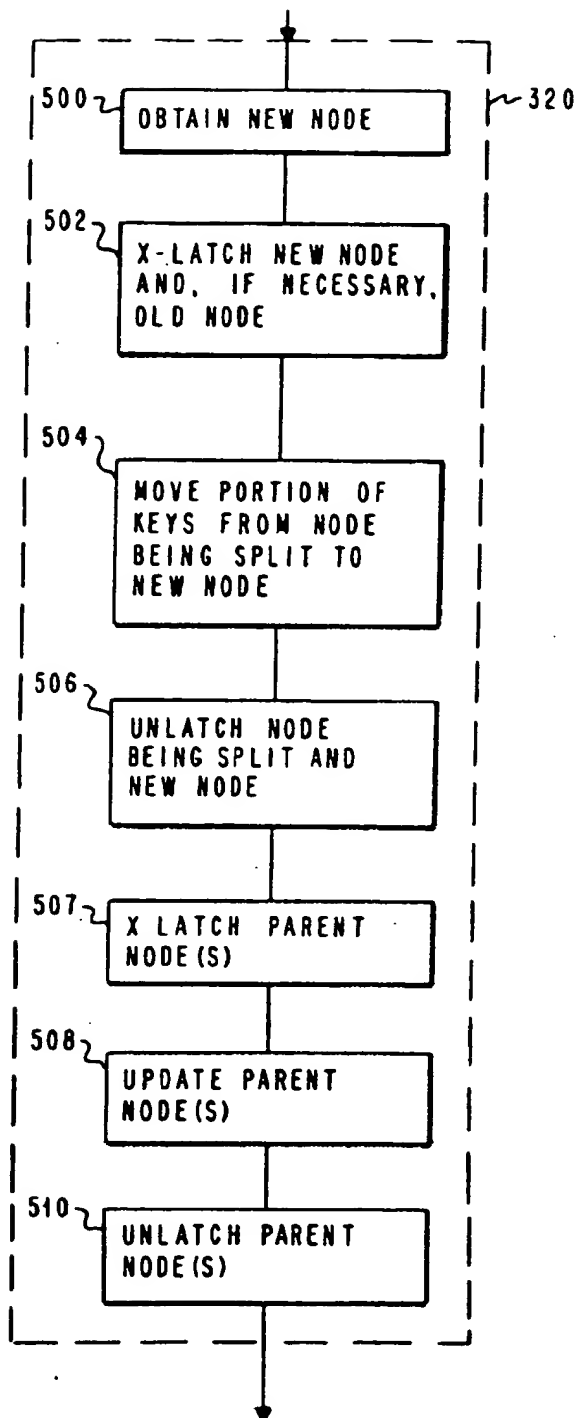 500
OBTAIN NEW NODE
320
502
X-LATCH NEW NODE
AND, IF NECESSARY,
OLD NODE
504
MOVE PORTION OF
KEYS FROM NODE
BEING SPLIT TO
NEW NODE
506
UNLATCH NODE
BEING SPLIT AND
NEW NODE
507
X LATCH PARENT
NODE(S)
508
UPDATE PARENT
NODE(S)
510
UNLATCH PARENT
NODE(S)